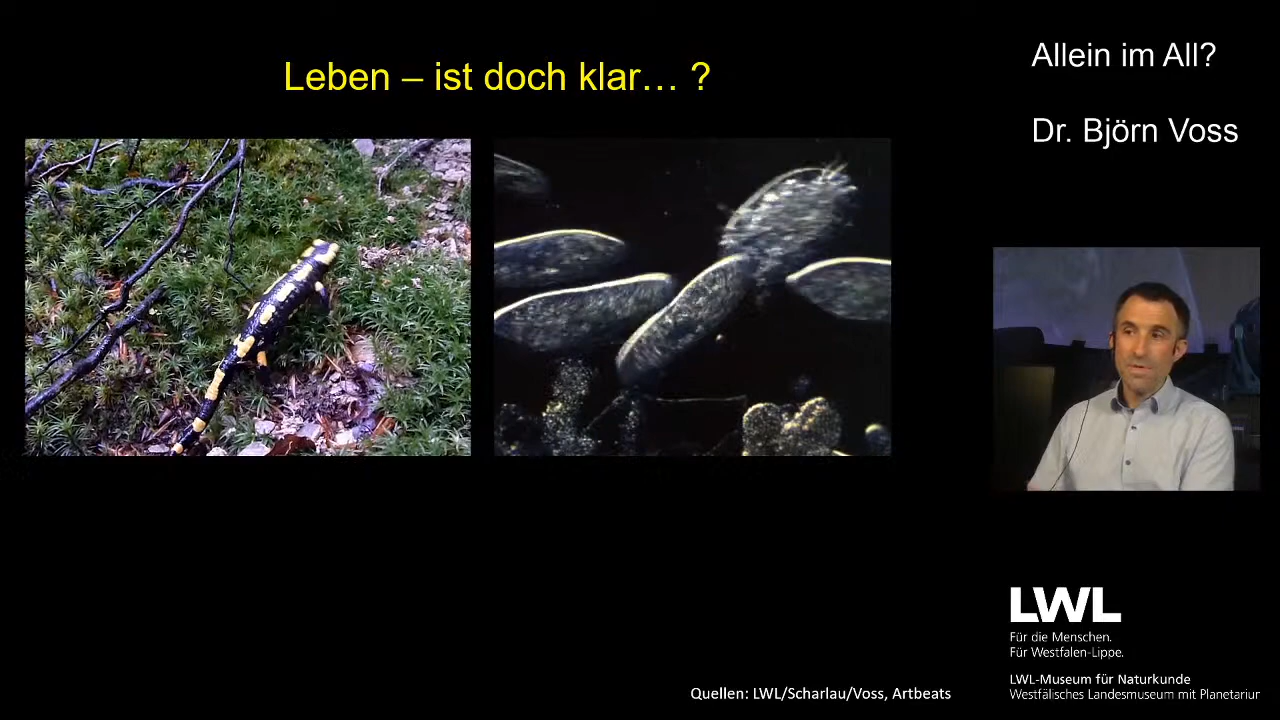 Leben – ist doch klar… ?
Allein im All?
Dr. Björn Voss
LWL
Für die Menschen.
Für Westfalen-Lippe.
LWL-Museum für Naturkunde
Westfälisches Landesmuseum mit Planetariur
Quellen: LWL/Scharlau/Voss, Artbeats